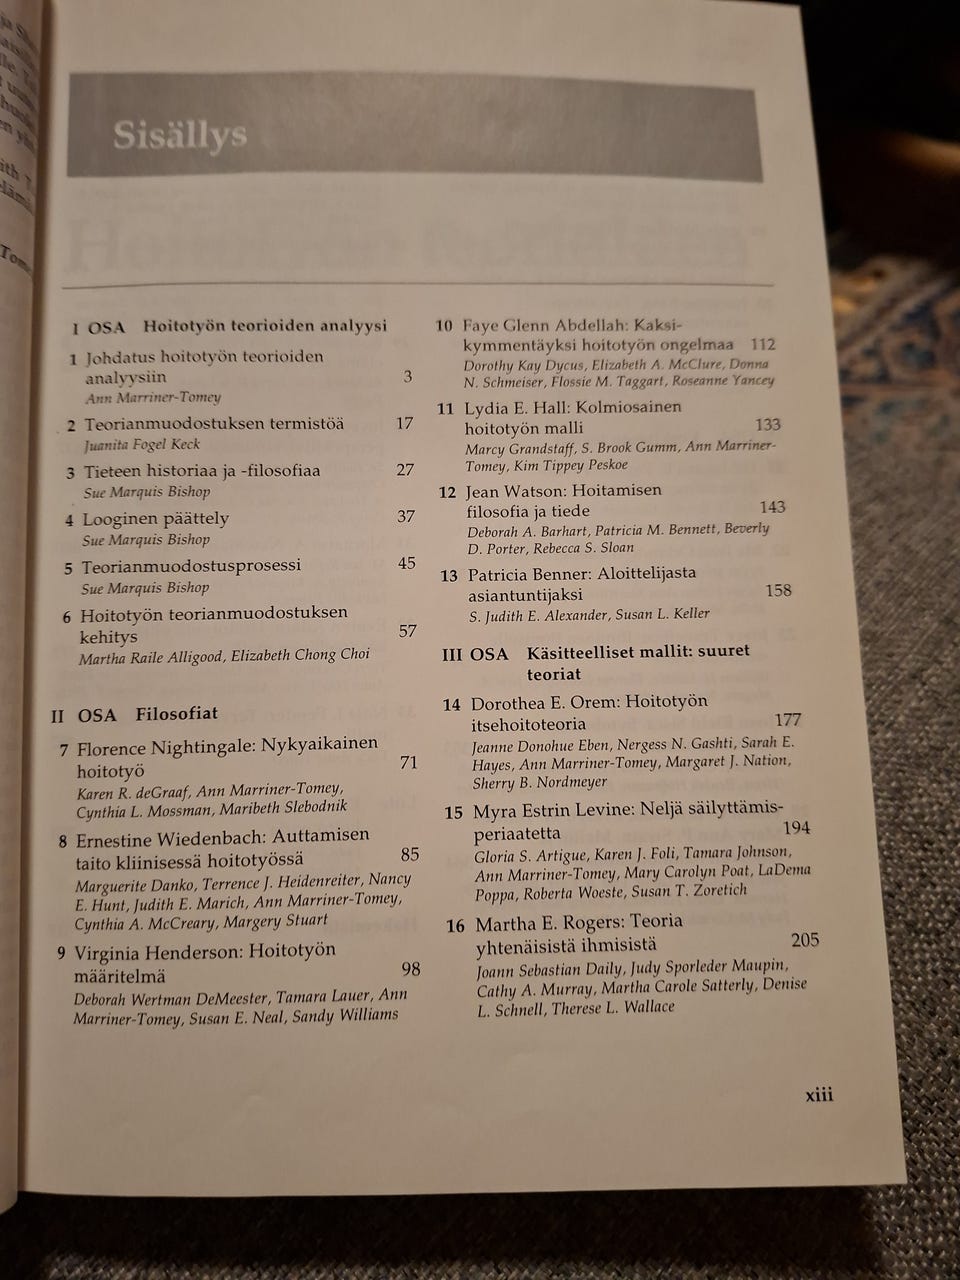 Sisällys
I OSA Hoitotyön teorioiden analyysi
1 Johdatus hoitotyön teorioiden
analyysiin 3
Ann Marriner-Tomey
2 Teorianmuodostuksen termistöä 17
Juanita Fogel Keck
3 Tieteen historiaa ja -filosofiaa 27
Sue Marquis Bishop
4 Looginen päättely 37
Sue Marquis Bishop
5 Teorianmuodostusprosessi 45
Sue Marquis Bishop
6 Hoitotyön teorianmuodostuksen
kehitys 57
Martha Raile Alligood, Elizabeth Chong Choi
II OSA Filosofiat
7 Florence Nightingale: Nykyaikainen
hoitotyö 71
Karen R. deGraaf, Ann Marriner-Tomey,
Cynthia L. Mossman, Maribeth Slebodnik
8 Ernestine Wiedenbach: Auttamisen
taito kliinisessä hoitotyössä 85
Marguerite Danko, Terrence J. Heidenreiter, Nancy
E. Hunt, Judith E. Marich, Ann Marriner-Tomey,
Cynthia A. McCreary, Margery Stuart
9 Virginia Henderson: Hoitotyön
määritelmä 98
Deborah Wertman DeMeester, Tamara Lauer, Ann
Marriner-Tomey, Susan E. Neal, Sandy Williams
10 Faye Glenn Abdellah: Kaksi-
kymmentäyksi hoitotyön ongelmaa 112
Dorothy Kay Dycus, Elizabeth A. McClure, Donna
N. Schmeiser, Flossie M. Taggart, Roseanne Yancey
11 Lydia E. Hall: Kolmiosainen
hoitotyön malli 133
Marcy Grandstaff, S. Brook Gumm, Ann Marriner-
Tomey, Kim Tippey Peskoe
12 Jean Watson: Hoitamisen
filosofia ja tiede 143
Deborah A. Barhart, Patricia M. Bennett, Beverly
D. Porter, Rebecca S. Sloan
13 Patricia Benner: Aloittelijasta
asiantuntijaksi 158
S. Judith E. Alexander, Susan L. Keller
III OSA Käsitteelliset mallit: suuret
teoriat
14 Dorothea E. Orem: Hoitotyön
itsehoitoteoria 177
Jeanne Donohue Eben, Nergess N. Gashti, Sarah E.
Hayes, Ann Marriner-Tomey, Margaret J. Nation,
Sherry B. Nordmeyer
15 Myra Estrin Levine: Neljä säilyttämis-
periaatetta 194
Gloria S. Artigue, Karen J. Foli, Tamara Johnson,
Ann Marriner-Tomey, Mary Carolyn Poat, LaDema
Poppa, Roberta Woeste, Susan T. Zoretich
16 Martha E. Rogers: Teoria
yhtenäisistä ihmisistä 205
Joann Sebastian Daily, Judy Sporleder Maupin,
Cathy A. Murray, Martha Carole Satterly, Denise
L. Schnell, Therese L. Wallace
xiii